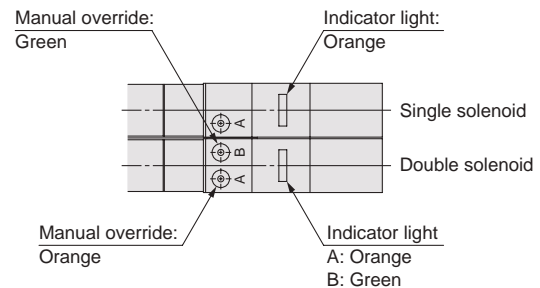 Manual override:
Green
Indicator light:
Orange
A
Single solenoid
B
Double solenoid
A
Manual override:
Orange
Indicator light
A: Orange
B: Green